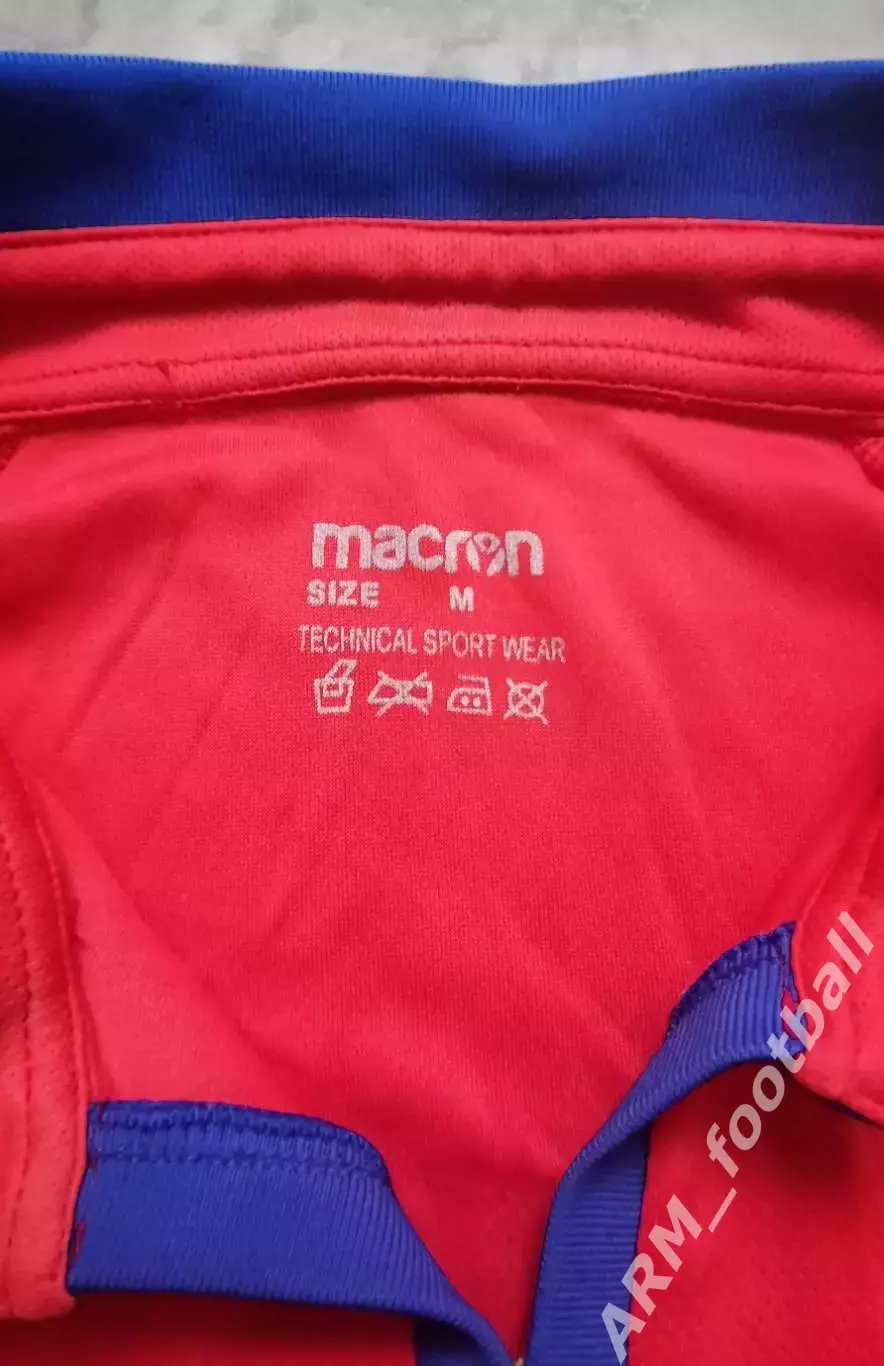 macron
SIZE M
TECHNICAL SPORT WEAR
ARM_football